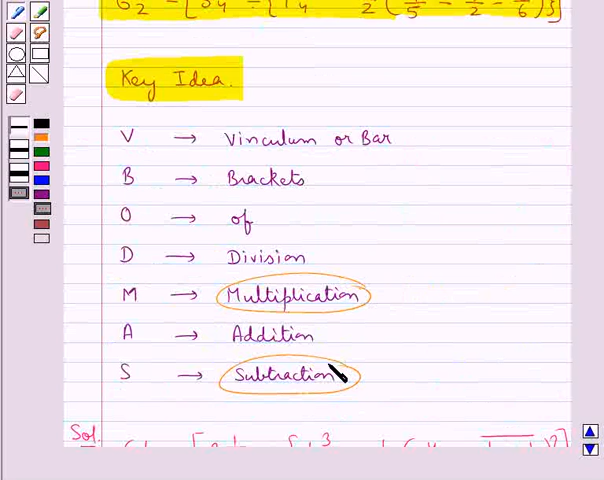 Key Idea.
V → Vinculum or Bar
B → Brackets
O → of
D → Division
M → Multiplication
A → Addition
S → Subtraction
Sol.